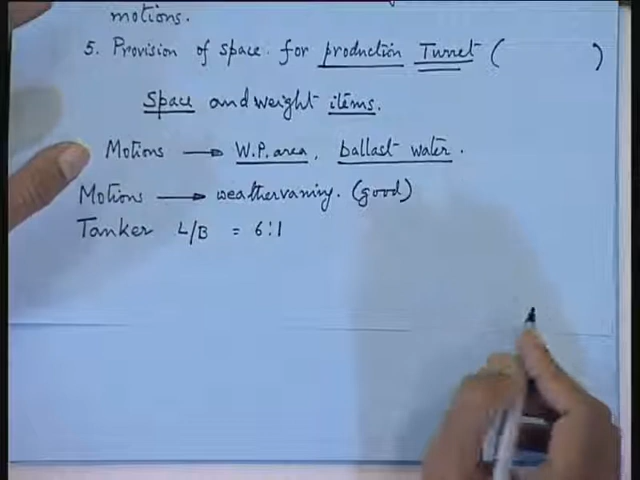 motions.
5. Provision of space for production Turret ( )
Space and weight items.
Motions → W.P. area, ballast water.
Motions → weathervaning. (good)
Tanker L/B = 6:1